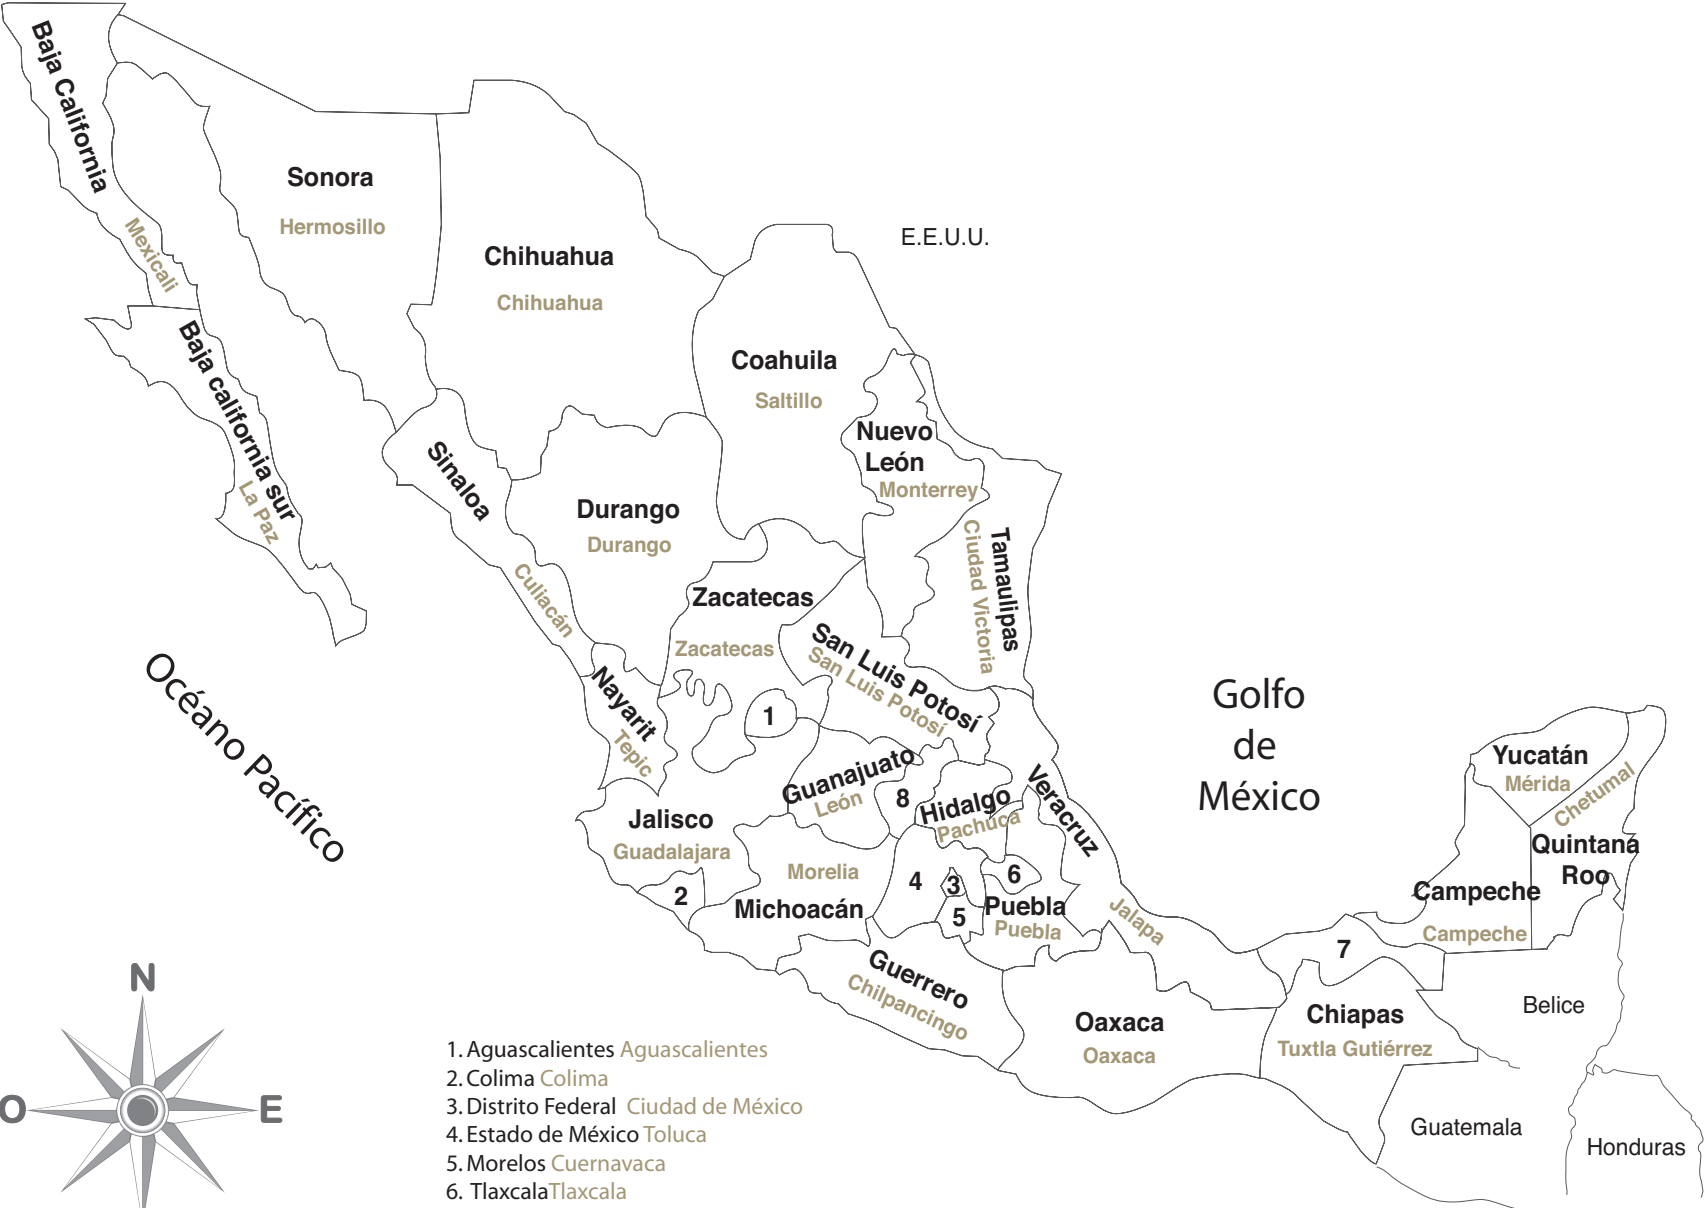 Baja California
Mexicali
Sonora
Hermosillo
Chihuahua
Chihuahua
E.E.U.U.
Coahuila
Saltillo
Baja california sur
La Paz
Sinaloa
Culiacán
Nuevo
León
Monterrey
Durango
Durango
Tamaulipas
Ciudad Victoria
Zacatecas
Zacatecas
San Luis Potosí
San Luis Potosí
Nayarit
Tepic
1
Océano Pacífico
Golfo
de
México
Guanajuato
León
8
Hidalgo
Pachuca
Veracruz
Jalapa
Yucatán
Mérida
Chetumal
Quintana
Roo
Jalisco
Guadalajara
2
Morelia
Michoacán
4
3
5
6
Puebla
Puebla
Campeche
Campeche
7
Guerrero
Chilpancingo
Oaxaca
Oaxaca
Chiapas
Tuxtla Gutiérrez
Belice
Guatemala
Honduras
N
O
E
1. Aguascalientes Aguascalientes
2. Colima Colima
3. Distrito Federal Ciudad de México
4. Estado de México Toluca
5. Morelos Cuernavaca
6. TlaxcalaTlaxcala